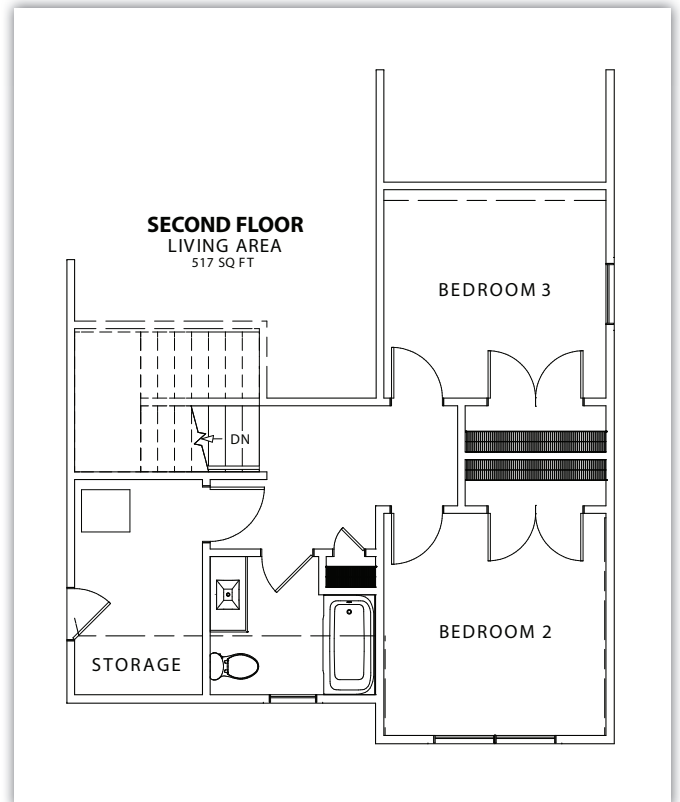 SECOND FLOOR
LIVING AREA
517 SQ FT
BEDROOM 3
DN
BEDROOM 2
STORAGE